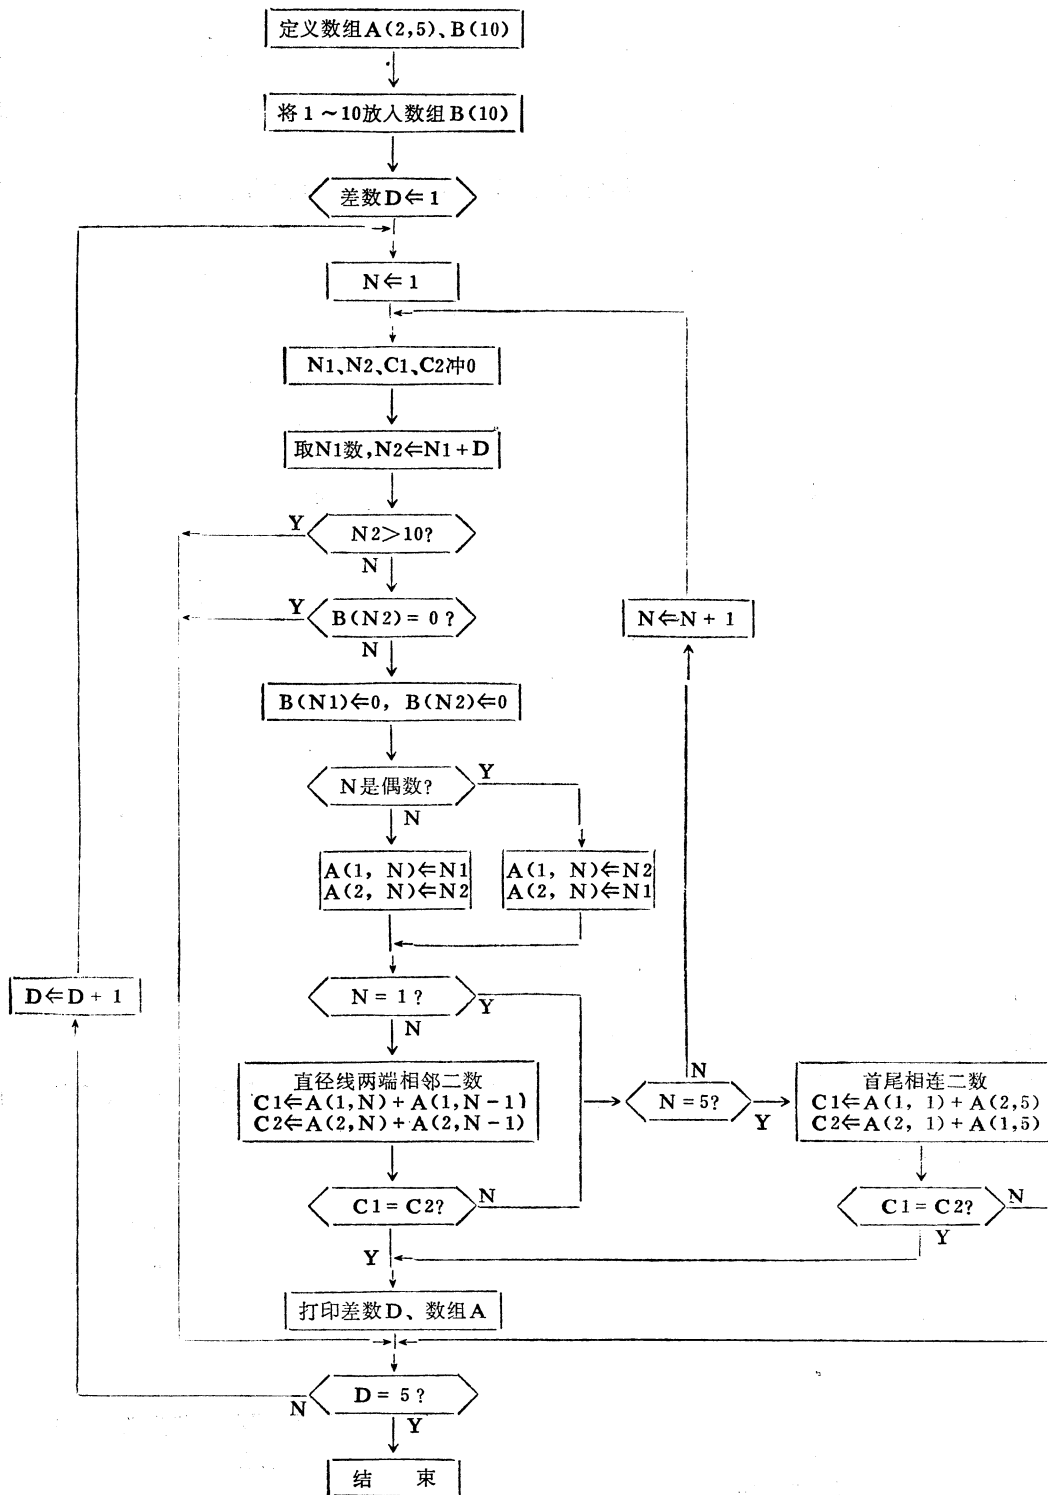 定义数组A(2,5)、B(10)
将1～10放入数组B(10)
差数D⇐1
N⇐1
N1、N2、C1、C2冲0
取N1数,N2⇐N1+D
Y
N2>10?
N
Y
B(N2)=0?
N
N⇐N+1
B(N1)⇐0, B(N2)⇐0
N是偶数?
Y
N
A(1, N)⇐N1
A(2, N)⇐N2
A(1, N)⇐N2
A(2, N)⇐N1
D⇐D+1
N=1?
Y
N
直径线两端相邻二数
C1⇐A(1,N)+A(1,N-1)
C2⇐A(2,N)+A(2,N-1)
N
N=5?
Y
首尾相连二数
C1⇐A(1, 1)+A(2,5)
C2⇐A(2, 1)+A(1,5)
C1=C2?
N
Y
C1=C2?
N
Y
打印差数D、数组A
D=5?
N
Y
结 束